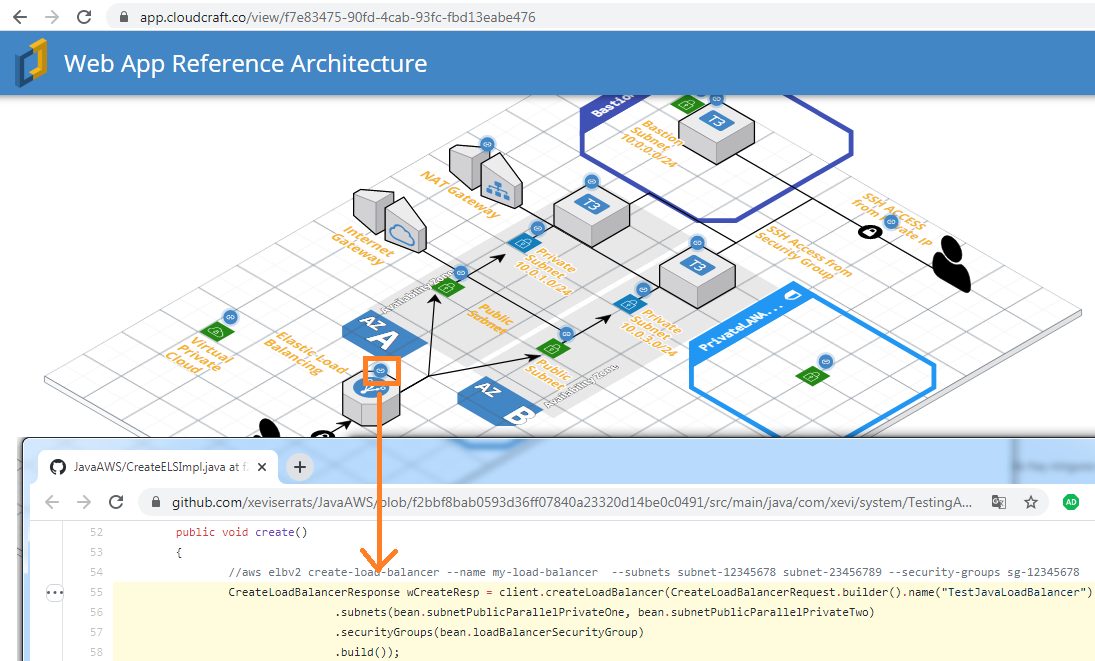 app.cloudcraft.co/view/f7e83475-90fd-4cab-93fc-fbd13eabe476
Web App Reference Architecture
T3
Bastion
Subnet
10.0.0.0/24
NAT Gateway
T3
SSH ACCESS
from Private IP
Internet
Gateway
SSH Access from
Security Group
Private
Subnet
10.0.1.0/24
T3
Availability Zone
Public
Subnet
Private
Subnet
10.0.3.0/24
PrivateLANA...
AZ A
Virtual
Private
Cloud
Elastic-Load-
Balancing
Public
Subnet
Availability Zone
AZ B
JavaAWS/CreateELSImpl.java at f
github.com/xeviserrats/JavaAWS/blob/f2bbf8bab0593d36ff07840a23320d14be0c0491/src/main/java/com/xevi/system/TestingA...
AD
52 public void create()
53 {
54 //aws elbv2 create-load-balancer --name my-load-balancer --subnets subnet-12345678 subnet-23456789 --security-groups sg-12345678
55 CreateLoadBalancerResponse wCreateResp = client.createLoadBalancer(CreateLoadBalancerRequest.builder().name("TestJavaLoadBalancer")
56 .subnets(bean.subnetPublicParallelPrivateOne, bean.subnetPublicParallelPrivateTwo)
57 .securityGroups(bean.loadBalancerSecurityGroup)
58 .build());